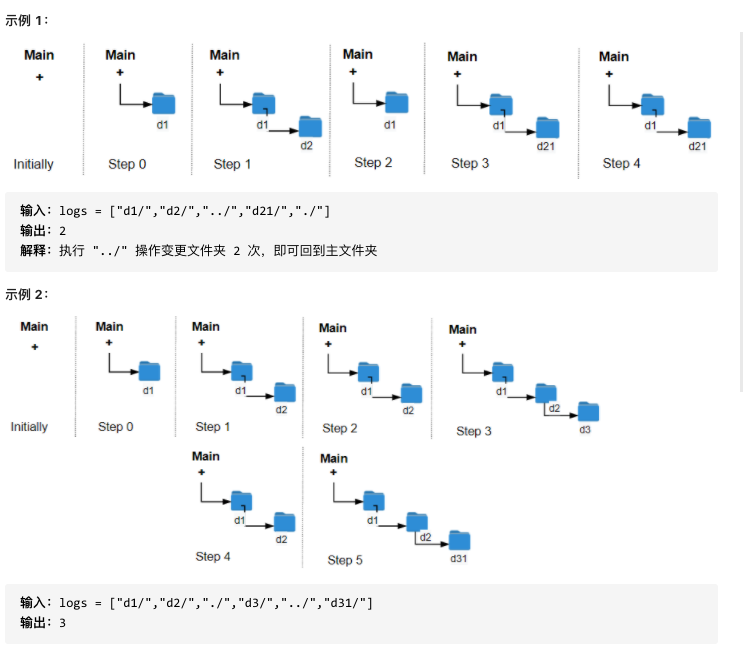 示例 1：
Main Main Main Main Main Main
+ + + + + +
d1 d1 d1 d1 d1
d2 d21 d21
Initially Step 0 Step 1 Step 2 Step 3 Step 4
输入：logs = ["d1/","d2/","../","d21/","./"]
输出：2
解释：执行 "../" 操作变更文件夹 2 次，即可回到主文件夹
示例 2：
Main Main Main Main Main
+ + + + +
d1 d1 d1 d1
d2 d2 d2
d3
Initially Step 0 Step 1 Step 2 Step 3
Main Main
+ +
d1 d1
d2 d2
d31
Step 4 Step 5
输入：logs = ["d1/","d2/","./","d3/","../","d31/"]
输出：3